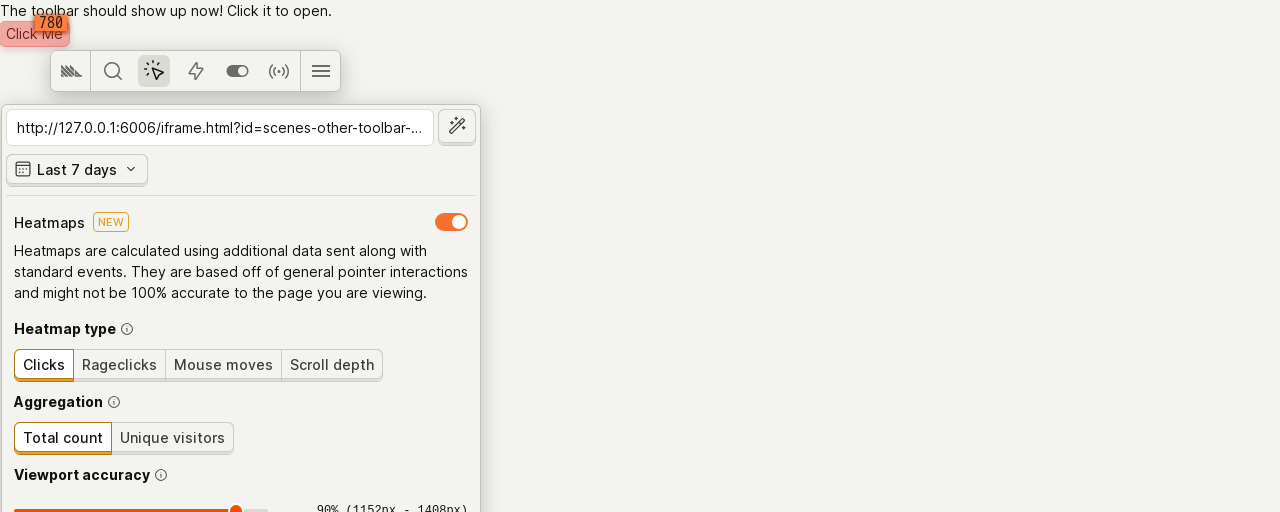 The toolbar should show up now! Click it to open.
780
Click Me
http://127.0.0.1:6006/iframe.html?id=scenes-other-toolbar-...
Last 7 days
Heatmaps NEW
Heatmaps are calculated using additional data sent along with
standard events. They are based off of general pointer interactions
and might not be 100% accurate to the page you are viewing.
Heatmap type
Clicks Rageclicks Mouse moves Scroll depth
Aggregation
Total count Unique visitors
Viewport accuracy
90% (1152px - 1408px)